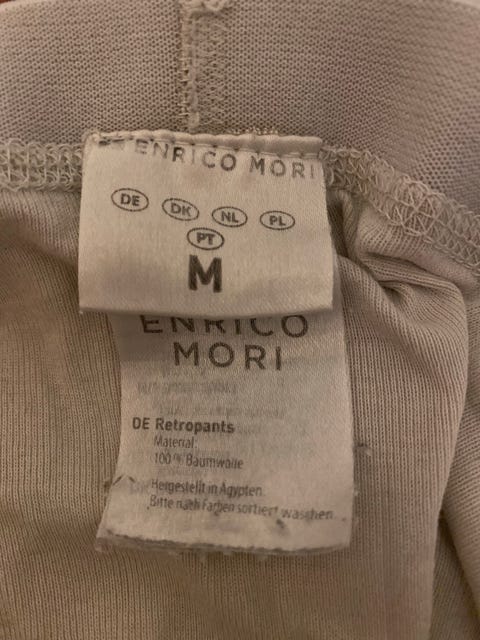 ENRICO MORI
DE DK NL PL
PT
M
ENRICO
MORI
DE Retropants
Material:
100 % Baumwolle
Hergestellt in Ägypten.
Bitte nach Farben sortiert waschen.